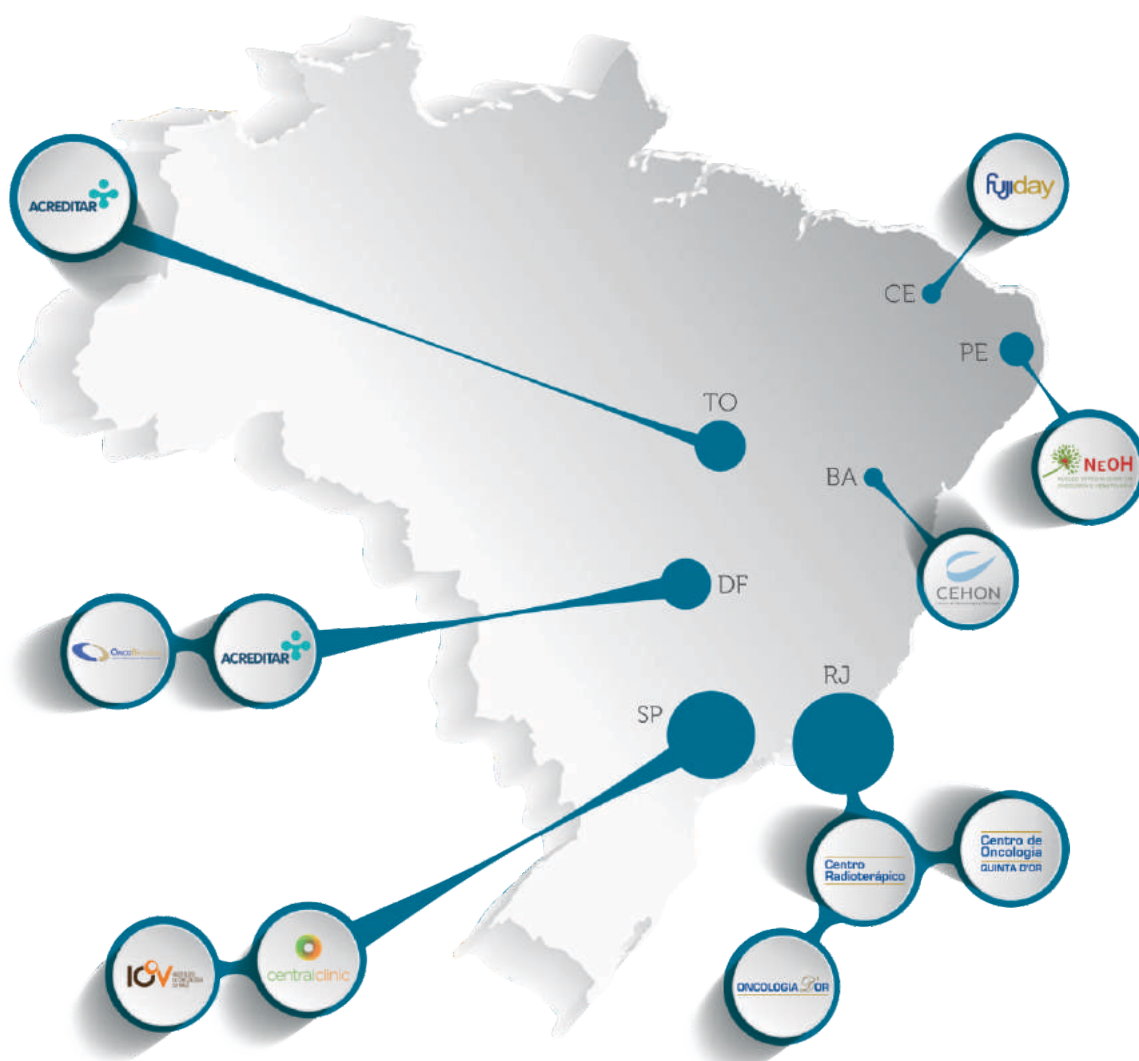 ACREDITAR
fujiday
CE
PE
TO
NEOH
BA
CEHON
DF
ACREDITAR
RJ
SP
Centro
Radioterápico
Centro de
Oncologia
QUINTA D'OR
IOV
centralclinic
ONCOLOGIA D'OR